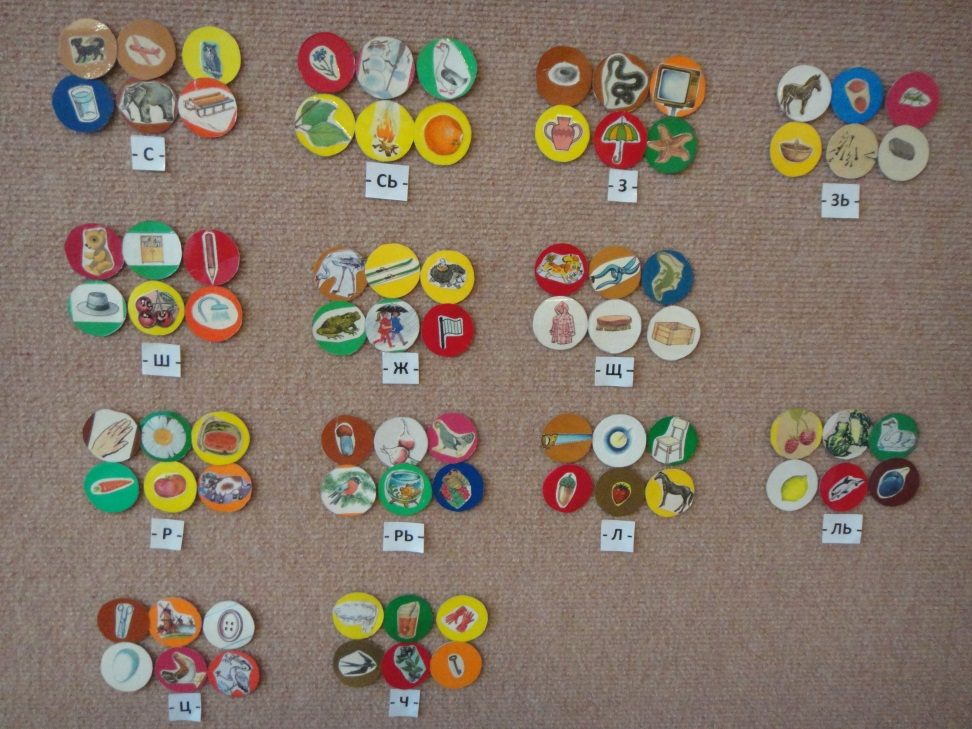 - С -
- СЬ -
- З -
- ЗЬ -
- Ш -
- Ж -
- Щ -
- Р -
- РЬ -
- Л -
- ЛЬ -
- Ц -
- Ч -